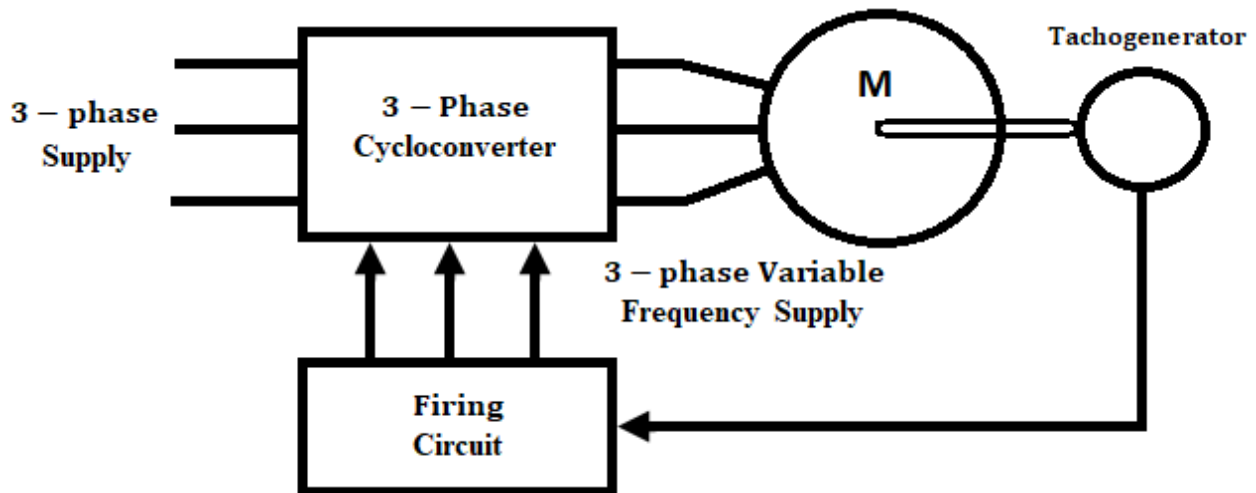 3 – phase
Supply
3 – Phase
Cycloconverter
M
Tachogenerator
3 – phase Variable
Frequency Supply
Firing
Circuit